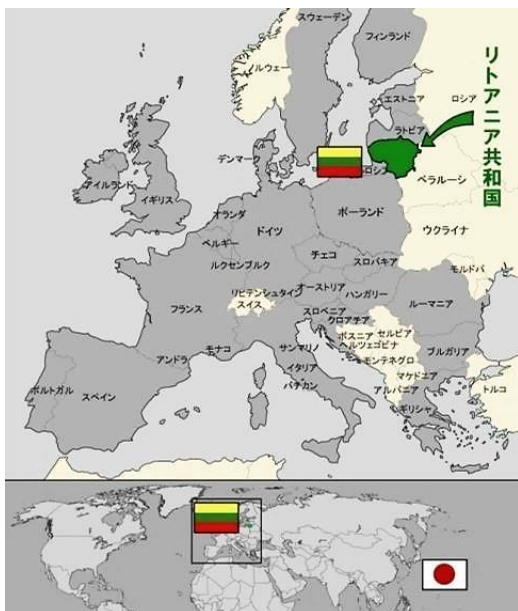 スウェーデン
フィンランド
ノルウェー
エストニア
ロシア
ラトビア
リトアニア共和国
デンマーク
ロシア
ベラルーシ
アイルランド
イギリス
オランダ
ドイツ
ポーランド
ベルギー
ウクライナ
ルクセンブルク
チェコ
スロバキア
モルドバ
リヒテンシュタイン
スイス
オーストリア
ハンガリー
ルーマニア
フランス
スロベニア
クロアチア
ボスニア
ルツェゴビナ
セルビア
モンテネグロ
ブルガリア
アンドラ
モナコ
サンマリノ
イタリア
バチカン
マケドニア
アルバニア
トルコ
ギリシャ
ポルトガル
スペイン